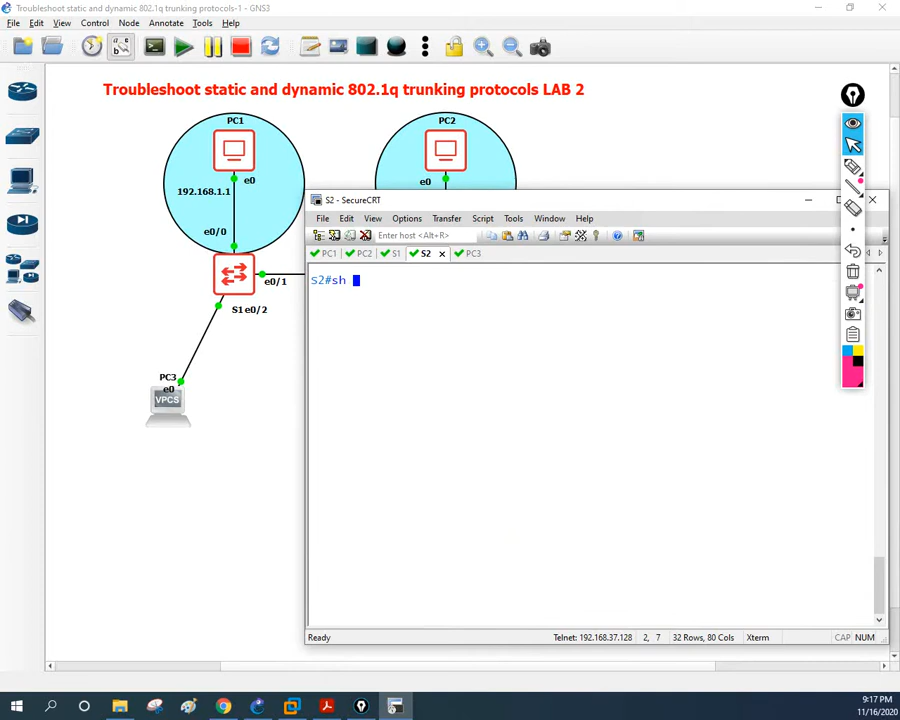 Troubleshoot static and dynamic 802.1q trunking protocols-1 - GNS3
File Edit View Control Node Annotate Tools Help
Troubleshoot static and dynamic 802.1q trunking protocols LAB 2
PC1
PC2
e0
e0
192.168.1.1
e0/0
e0/1
S1e0/2
PC3
e0
VPCS
S2 - SecureCRT
File Edit View Options Transfer Script Tools Window Help
Enter host <Alt+R>
PC1 PC2 S1 S2 PC3
S2#sh
Ready Telnet: 192.168.37.128 2, 7 32 Rows, 80 Cols Xterm CAP NUM
9:17 PM
11/16/2020